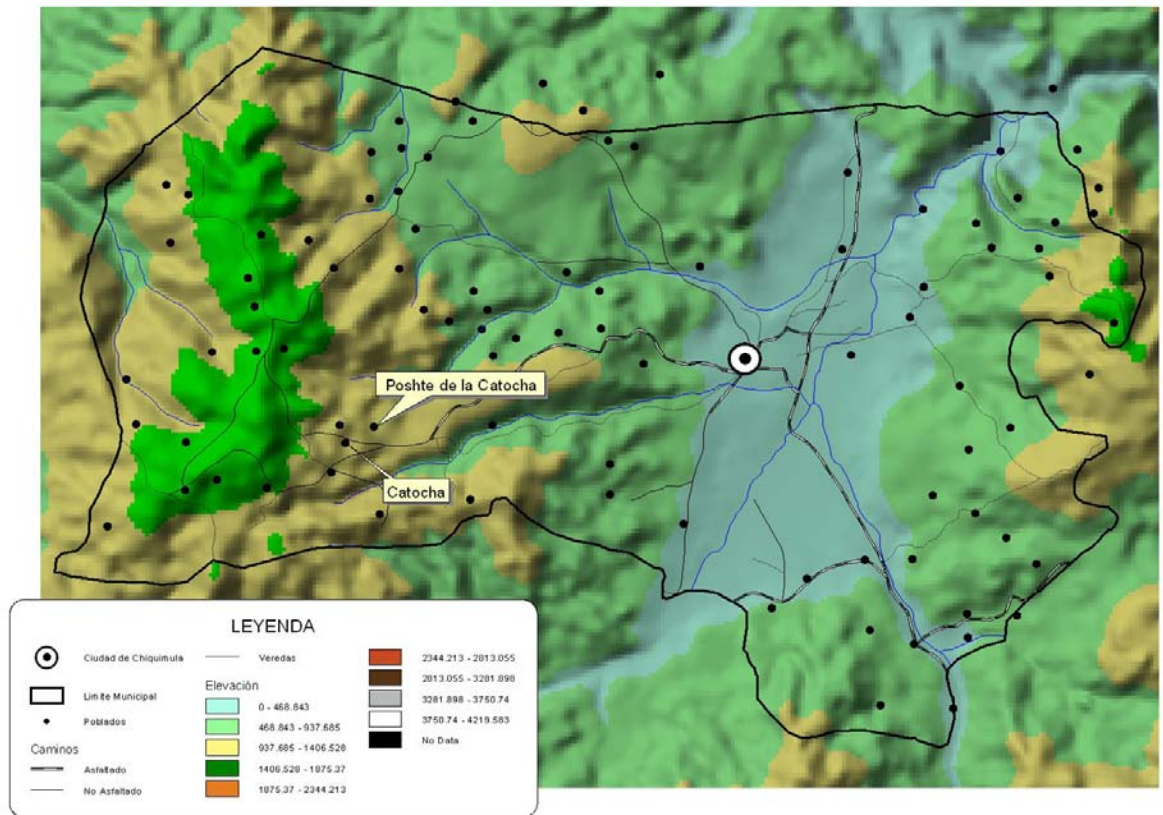 Poshte de la Catocha
Catocha
LEYENDA
Ciudad de Chiquimula
Limite Municipal
Poblados
Caminos
Asfaltado
No Asfaltado
Veredas
Elevación
0 - 468.843
468.843 - 937.685
937.685 - 1406.528
1406.528 - 1875.37
1875.37 - 2344.213
2344.213 - 2813.055
2813.055 - 3281.898
3281.898 - 3750.74
3750.74 - 4219.583
No Data